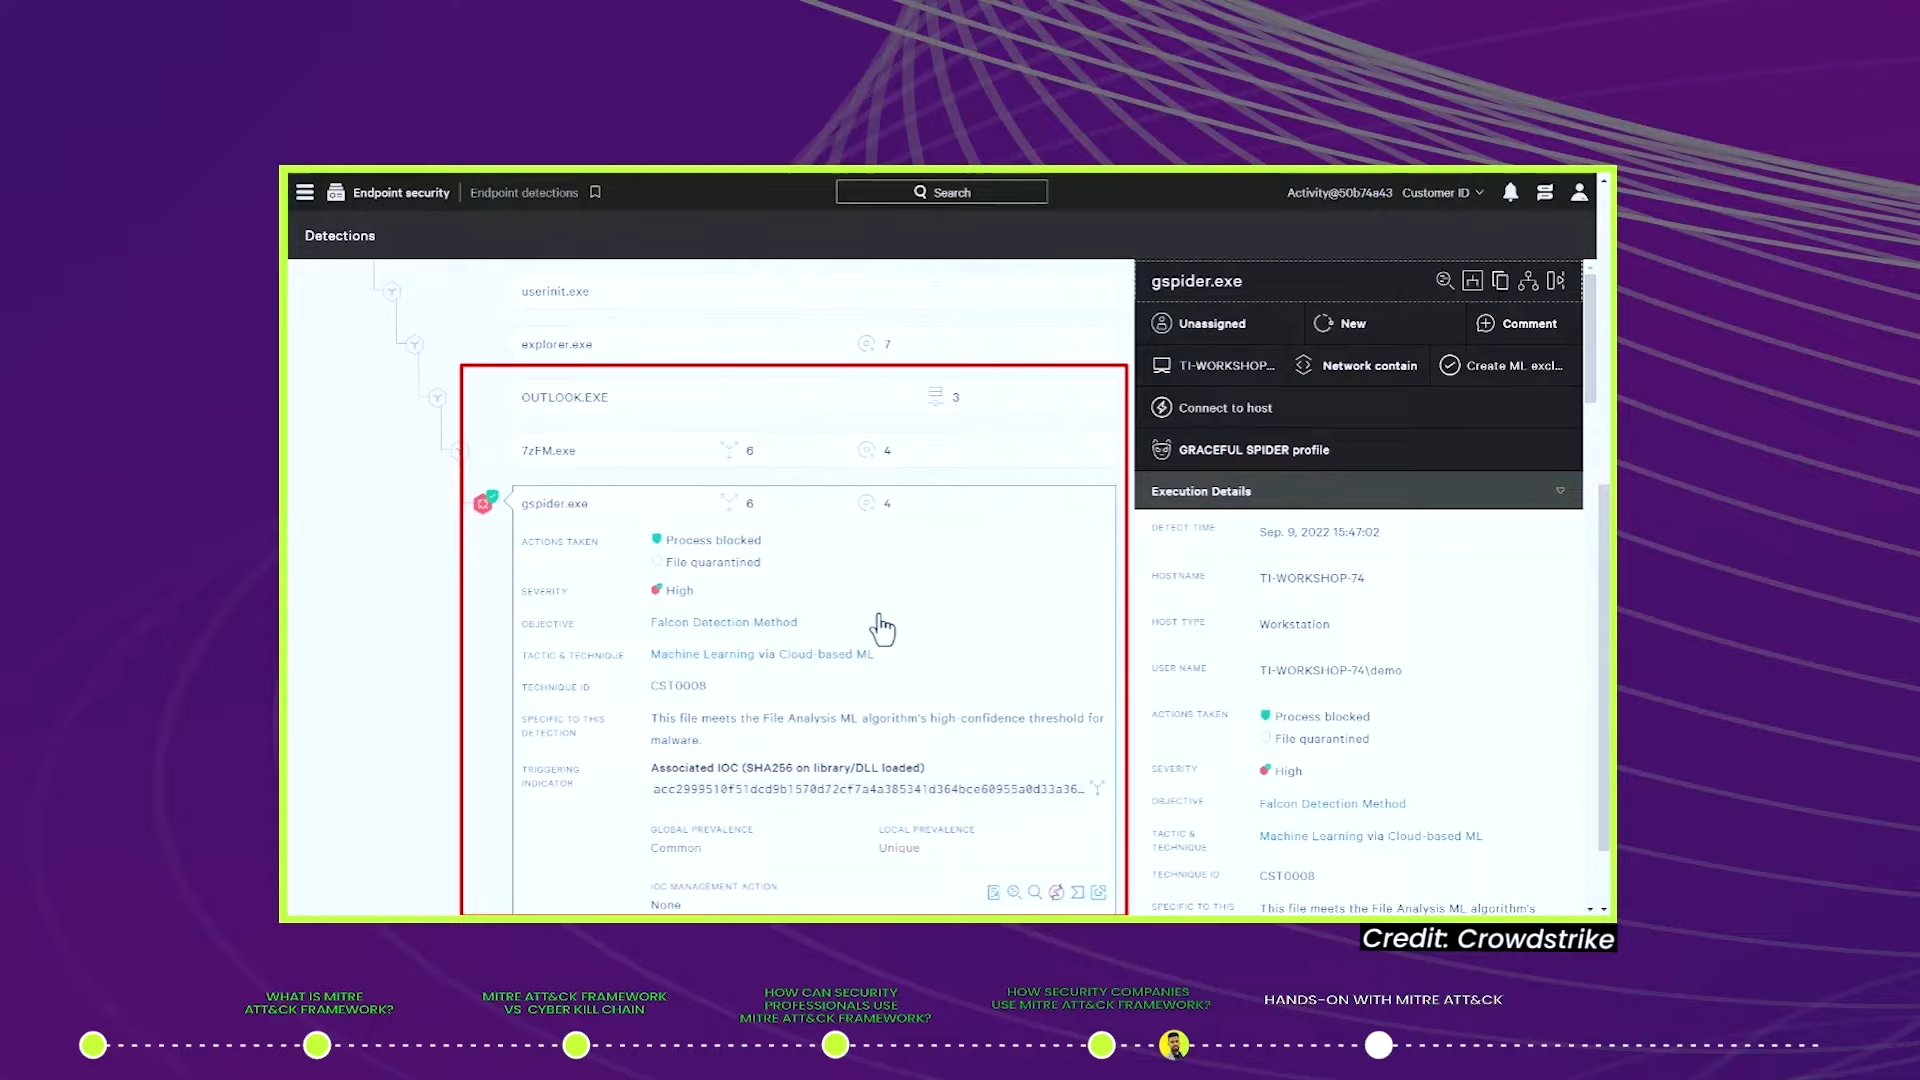 Endpoint security
Endpoint detections
Search
Activity@50b74a43
Customer ID
Detections
userinit.exe
explorer.exe 7
OUTLOOK.EXE 3
7zFM.exe 6 4
gspider.exe 6 4
ACTIONS TAKEN Process blocked
File quarantined
SEVERITY High
OBJECTIVE Falcon Detection Method
TACTIC & TECHNIQUE Machine Learning via Cloud-based ML
TECHNIQUE ID CST0008
SPECIFIC TO THIS DETECTION
This file meets the File Analysis ML algorithm's high-confidence threshold for
malware.
TRIGGERING INDICATOR
Associated IOC (SHA256 on library/DLL loaded)
acc2999510f51dcd9b1570d72cf7a4a385341d364bce60955a0d33a36...
GLOBAL PREVALENCE LOCAL PREVALENCE
Common Unique
IOC MANAGEMENT ACTION
None
gspider.exe
Unassigned New Comment
TI-WORKSHOP... Network contain Create ML excl...
Connect to host
GRACEFUL SPIDER profile
Execution Details
DETECT TIME Sep. 9, 2022 15:47:02
HOSTNAME TI-WORKSHOP-74
HOST TYPE Workstation
USER NAME TI-WORKSHOP-74\demo
ACTIONS TAKEN Process blocked
File quarantined
SEVERITY High
OBJECTIVE Falcon Detection Method
TACTIC & TECHNIQUE Machine Learning via Cloud-based ML
TECHNIQUE ID CST0008
SPECIFIC TO THIS This file meets the File Analysis ML algorithm's
Credit: Crowdstrike
WHAT IS MITRE
ATT&CK FRAMEWORK?
MITRE ATT&CK FRAMEWORK
VS CYBER KILL CHAIN
HOW CAN SECURITY
PROFESSIONALS USE
MITRE ATT&CK FRAMEWORK?
HOW SECURITY COMPANIES
USE MITRE ATT&CK FRAMEWORK?
HANDS-ON WITH MITRE ATT&CK